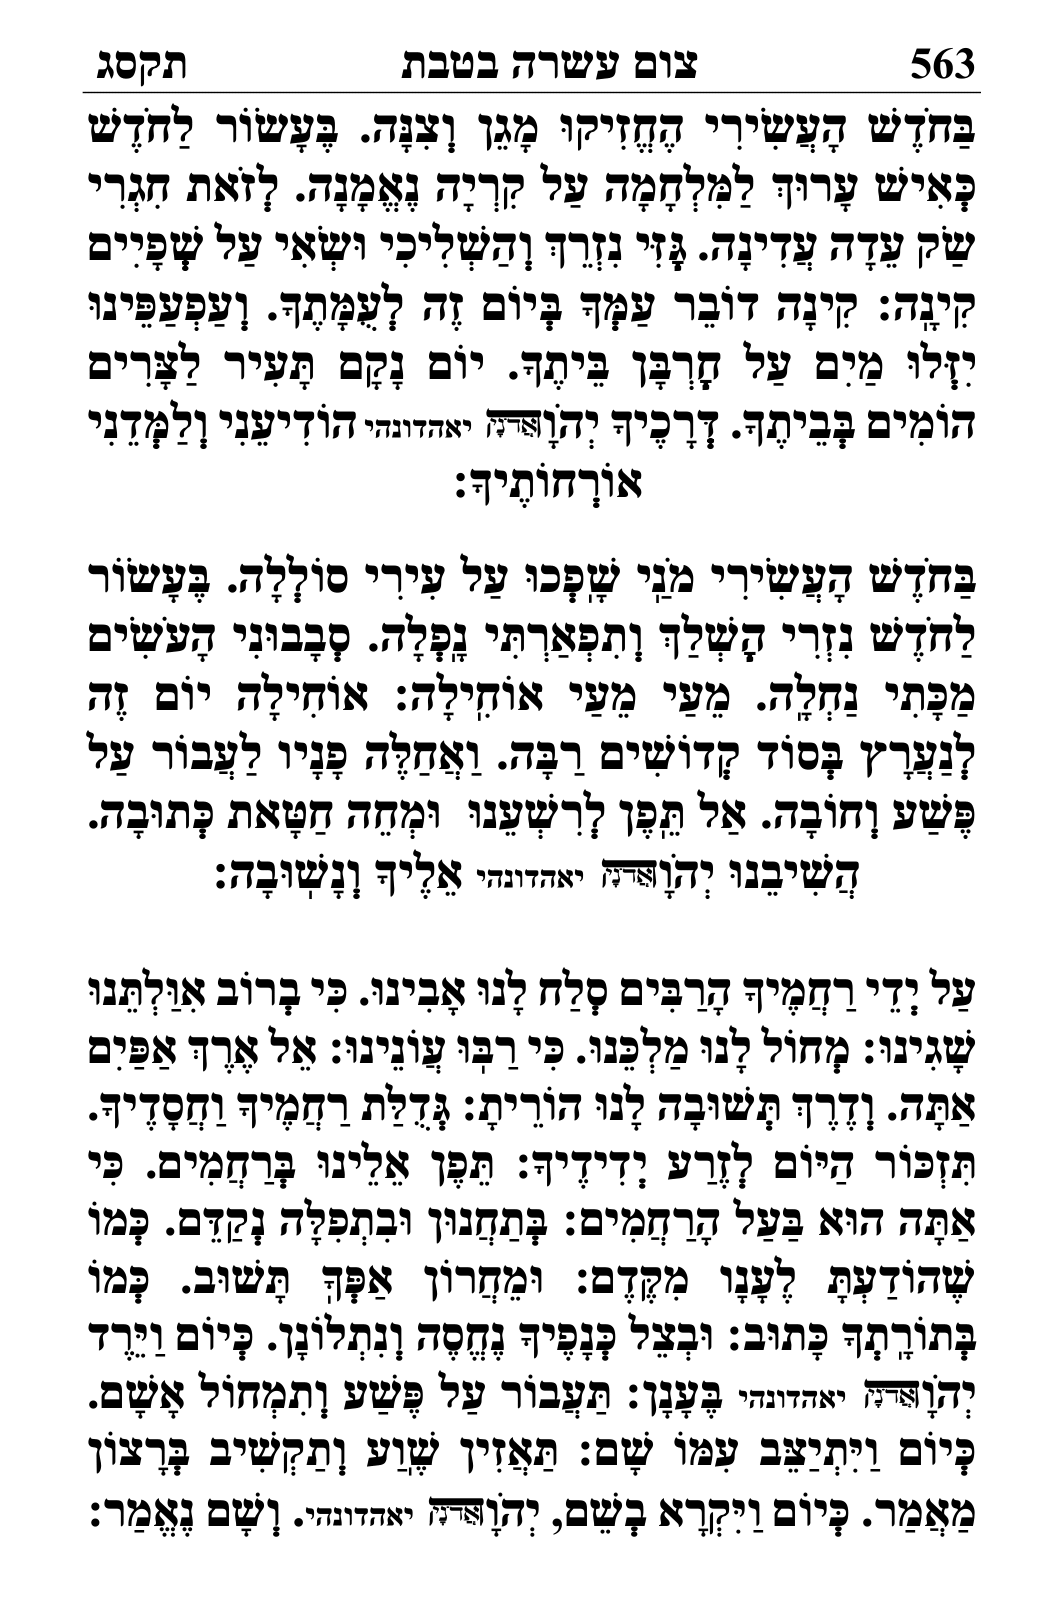 563 צום עשרה בטבת תקסג
בַּחֹדֶשׁ הָעֲשִׂירִי הֶחֱזִיקוּ מָגֵן וְצִנָּה. בֶּעָשׂוֹר לַחֹדֶשׁ
כְּאִישׁ עָרוּךְ לַמִּלְחָמָה עַל קִרְיָה נֶאֱמָנָה. לְזֹאת חִגְרִי
שַׂק עֵדָה עֲדִינָה. גָּזִּי נִזְרֵךְ וְהַשְׁלִיכִי וּשְׂאִי עַל שְׁפָיִים
קִינָה: קִינָה דוֹבֵר עַמְּךָ בְּיוֹם זֶה לְעֻמָּתֶךָ. וְעַפְעַפֵּינוּ
יִזְּלוּ מַיִם עַל חָרְבָּן בֵּיתֶךָ. יוֹם נָקָם תָּעִיר לַצָּרִים
הוֹמִים בְּבֵיתֶךָ. דְּרָכֶיךָ יְהֹוָאדניה יאהדונהי הוֹדִיעֵנִי וְלַמְּדֵנִי
אוֹרְחוֹתֶיךָ:
בַּחֹדֶשׁ הָעֲשִׂירִי מֹנַי שָׁפְכוּ עַל עִירִי סוֹלְלָה. בֶּעָשׂוֹר
לַחֹדֶשׁ נִזְרִי הָשְׁלַךְ וְתִפְאַרְתִּי נָפְלָה. סְבָבוּנִי הָעֹשִׂים
מַכָּתִי נַחְלָה. מֵעַי מֵעַי אוֹחִילָה: אוֹחִילָה יוֹם זֶה
לְנַעֲרָץ בְּסוֹד קְדוֹשִׁים רַבָּה. וַאֲחַלֶּה פָנָיו לַעֲבוֹר עַל
פֶּשַׁע וְחוֹבָה. אַל תֵּפֶן לְרִשְׁעֵנוּ וּמְחֵה חַטָּאת כְּתוּבָה.
הֲשִׁיבֵנוּ יְהֹוָאדניה יאהדונהי אֵלֶיךָ וְנָשׁוּבָה:
עַל יְדֵי רַחֲמֶיךָ הָרַבִּים סְלַח לָנוּ אָבִינוּ. כִּי בְרוֹב אִוַּלְתֵּנוּ
שָׁגִינוּ: מְחוֹל לָנוּ מַלְכֵּנוּ. כִּי רַבּוּ עֲוֹנֵינוּ: אֵל אֶרֶךְ אַפַּיִם
אַתָּה. וְדֶרֶךְ תְּשׁוּבָה לָנוּ הוֹרֵיתָ: גְּדֻלַּת רַחֲמֶיךָ וַחֲסָדֶיךָ.
תִּזְכּוֹר הַיּוֹם לְזֶרַע יְדִידֶיךָ: תֵּפֶן אֵלֵינוּ בְּרַחֲמִים. כִּי
אַתָּה הוּא בַּעַל הָרַחֲמִים: בְּתַחֲנוּן וּבִתְפִלָּה נְקַדֵּם. כְּמוֹ
שֶׁהוֹדַעְתָּ לֶעָנָו מִקֶּדֶם: וּמֵחֲרוֹן אַפְּךָ תָּשׁוּב. כְּמוֹ
בְּתוֹרָתְךָ כָּתוּב: וּבְצֵל כְּנָפֶיךָ נֶחֱסֶה וְנִתְלוֹנָן. כְּיוֹם וַיֵּרֶד
יְהֹוָאדניה יאהדונהי בֶּעָנָן: תַּעֲבוֹר עַל פֶּשַׁע וְתִמְחוֹל אָשָׁם.
כְּיוֹם וַיִּתְיַצֵּב עִמּוֹ שָׁם: תַּאֲזִין שֶׁוַע וְתַקְשִׁיב בְּרָצוֹן
מַאֲמַר. כְּיוֹם וַיִּקְרָא בְשֵׁם, יְהֹוָאדניה יאהדונהי. וְשָׁם נֶאֱמַר: